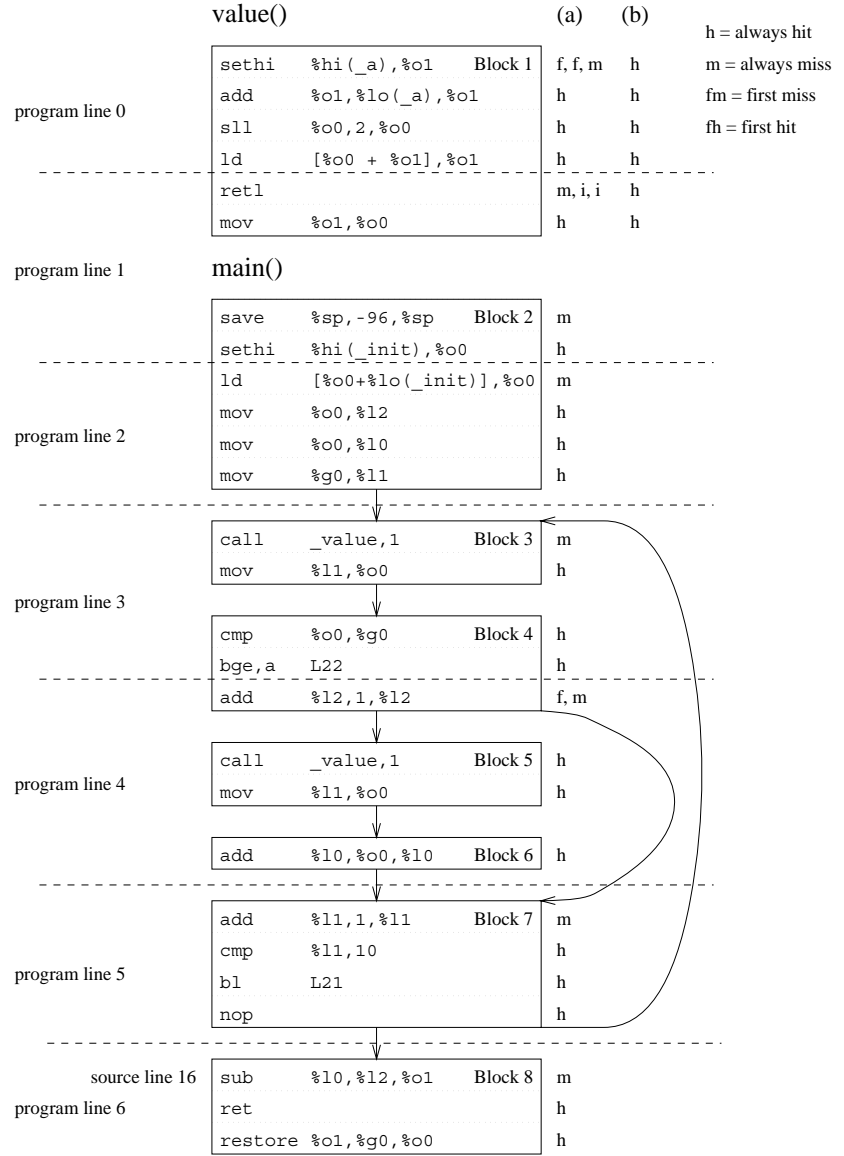 value() (a) (b)
h = always hit
sethi %hi(_a),%o1 Block 1 f, f, m h m = always miss
add %o1,%lo(_a),%o1 h h fm = first miss
program line 0
sll %o0,2,%o0 h h fh = first hit
ld [%o0 + %o1],%o1 h h
retl m, i, i h
mov %o1,%o0 h h
program line 1 main()
save %sp,-96,%sp Block 2 m
sethi %hi(_init),%o0 h
ld [%o0+%lo(_init)],%o0 m
mov %o0,%l2 h
program line 2
mov %o0,%l0 h
mov %g0,%l1 h
call _value,1 Block 3 m
mov %l1,%o0 h
program line 3
cmp %o0,%g0 Block 4 h
bge,a L22 h
add %l2,1,%l2 f, m
call _value,1 Block 5 h
program line 4
mov %l1,%o0 h
add %l0,%o0,%l0 Block 6 h
add %l1,1,%l1 Block 7 m
cmp %l1,10 h
program line 5
bl L21 h
nop h
source line 16 sub %l0,%l2,%o1 Block 8 m
program line 6 ret h
restore %o1,%g0,%o0 h